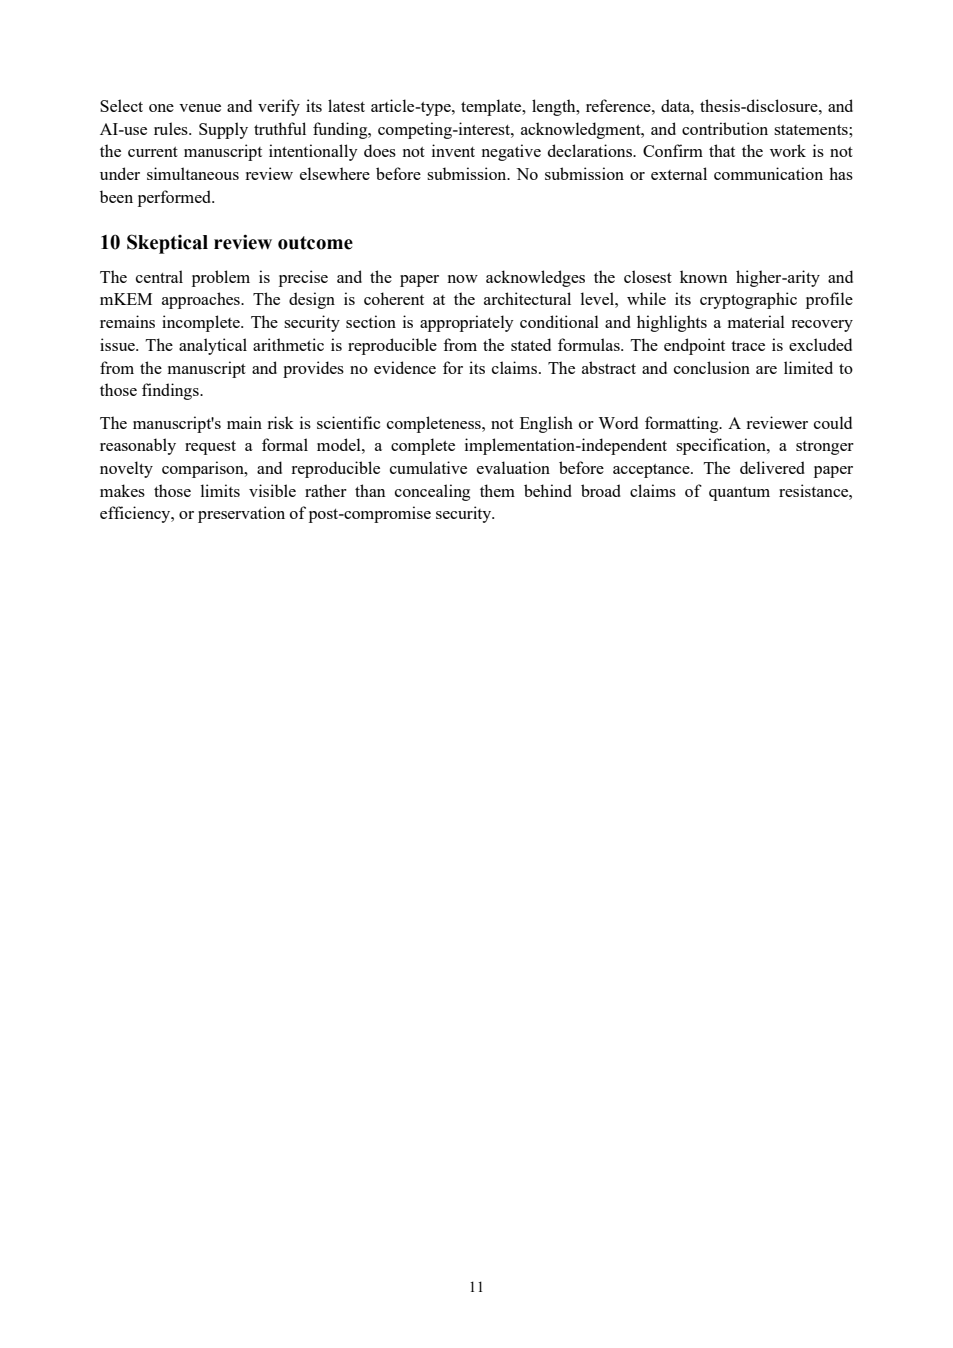 Select one venue and verify its latest article-type, template, length, reference, data, thesis-disclosure, and
AI-use rules. Supply truthful funding, competing-interest, acknowledgment, and contribution statements;
the current manuscript intentionally does not invent negative declarations. Confirm that the work is not
under simultaneous review elsewhere before submission. No submission or external communication has
been performed.
10 Skeptical review outcome
The central problem is precise and the paper now acknowledges the closest known higher-arity and
mKEM approaches. The design is coherent at the architectural level, while its cryptographic profile
remains incomplete. The security section is appropriately conditional and highlights a material recovery
issue. The analytical arithmetic is reproducible from the stated formulas. The endpoint trace is excluded
from the manuscript and provides no evidence for its claims. The abstract and conclusion are limited to
those findings.
The manuscript's main risk is scientific completeness, not English or Word formatting. A reviewer could
reasonably request a formal model, a complete implementation-independent specification, a stronger
novelty comparison, and reproducible cumulative evaluation before acceptance. The delivered paper
makes those limits visible rather than concealing them behind broad claims of quantum resistance,
efficiency, or preservation of post-compromise security.
11